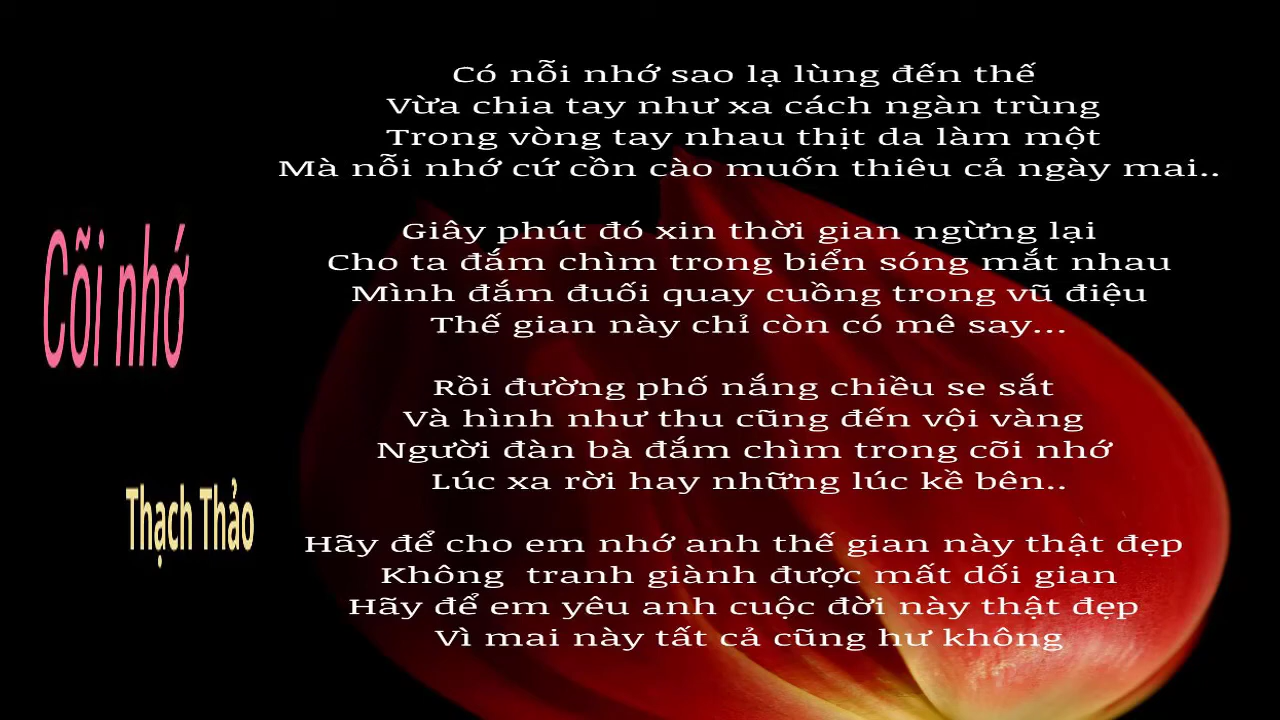 Cõi nhớ
Thạch Thảo
Có nỗi nhớ sao lạ lùng đến thế
Vừa chia tay như xa cách ngàn trùng
Trong vòng tay nhau thịt da làm một
Mà nỗi nhớ cứ cồn cào muốn thiêu cả ngày mai..
Giây phút đó xin thời gian ngừng lại
Cho ta đắm chìm trong biển sóng mắt nhau
Mình đắm đuối quay cuồng trong vũ điệu
Thế gian này chỉ còn có mê say...
Rồi đường phố nắng chiều se sắt
Và hình như thu cũng đến vội vàng
Người đàn bà đắm chìm trong cõi nhớ
Lúc xa rời hay những lúc kề bên..
Hãy để cho em nhớ anh thế gian này thật đẹp
Không  tranh giành được mất dối gian
Hãy để em yêu anh cuộc đời này thật đẹp
Vì mai này tất cả cũng hư không